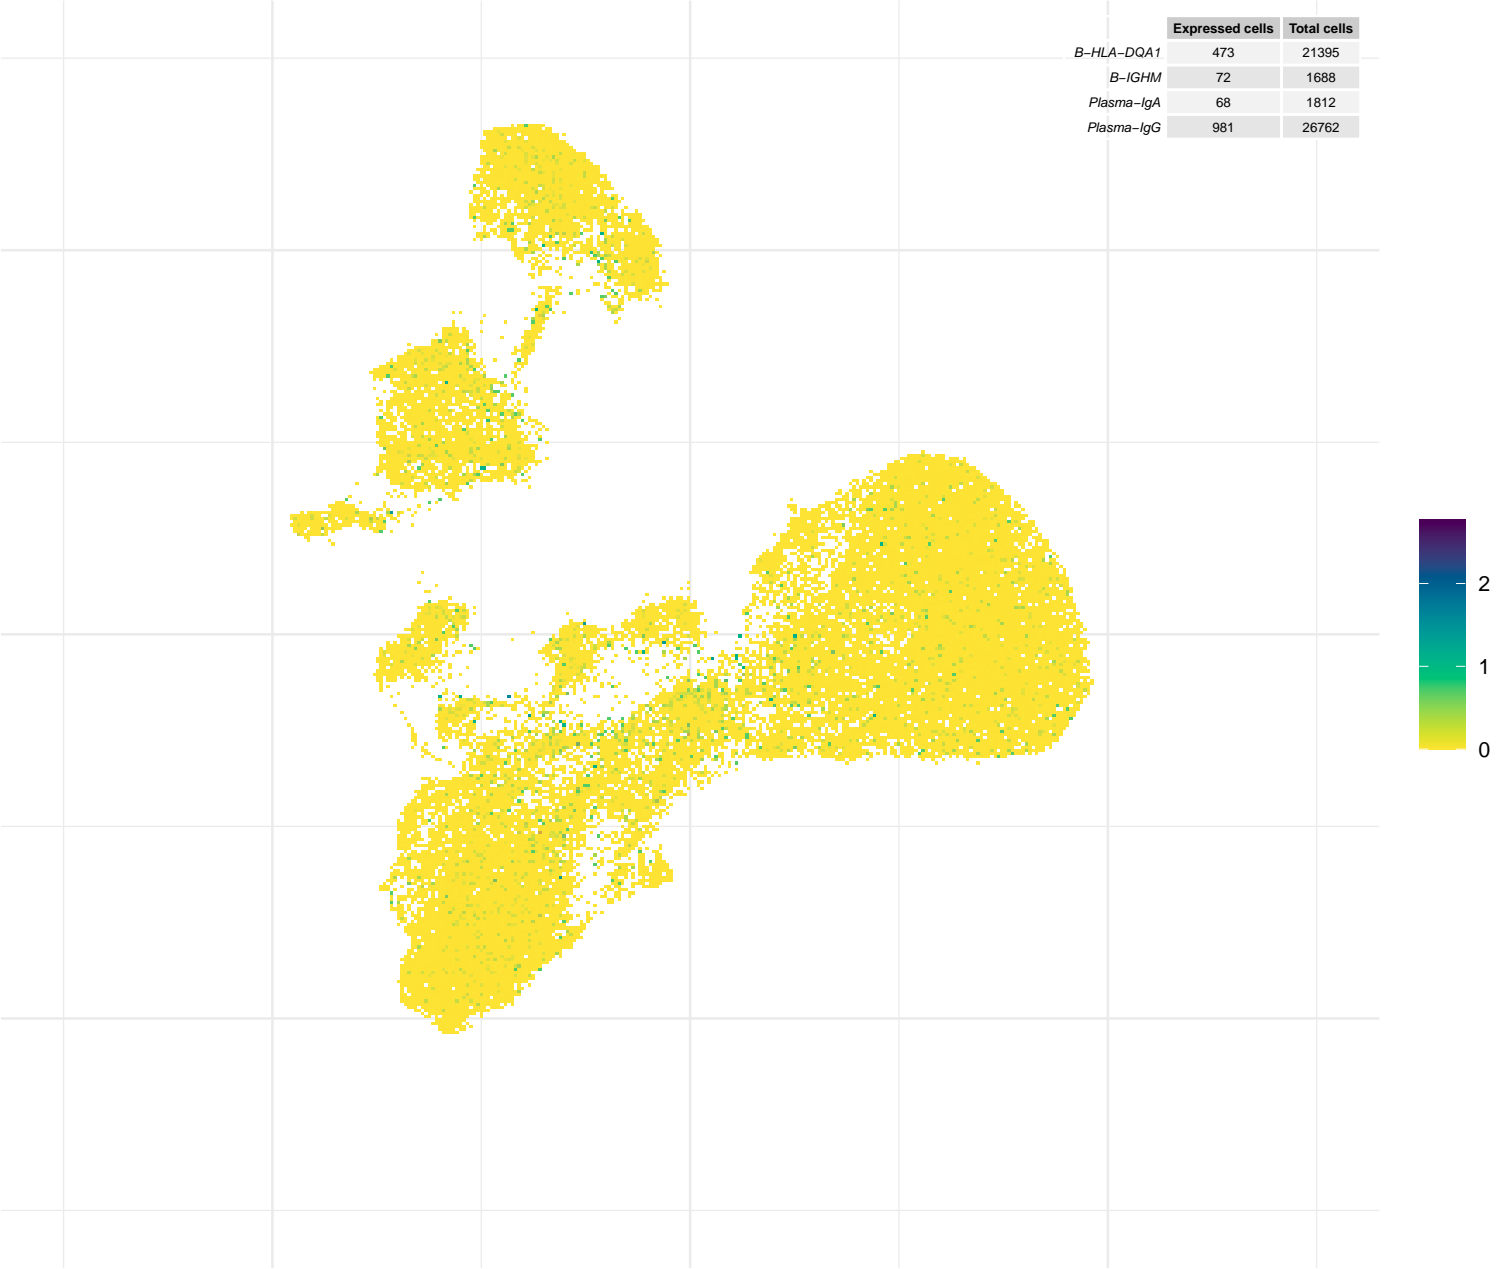 Expressed cells Total cells
B−HLA−DQA1 473 21395
B−IGHM 72 1688
Plasma−IgA 68 1812
Plasma−IgG 981 26762
2
1
0